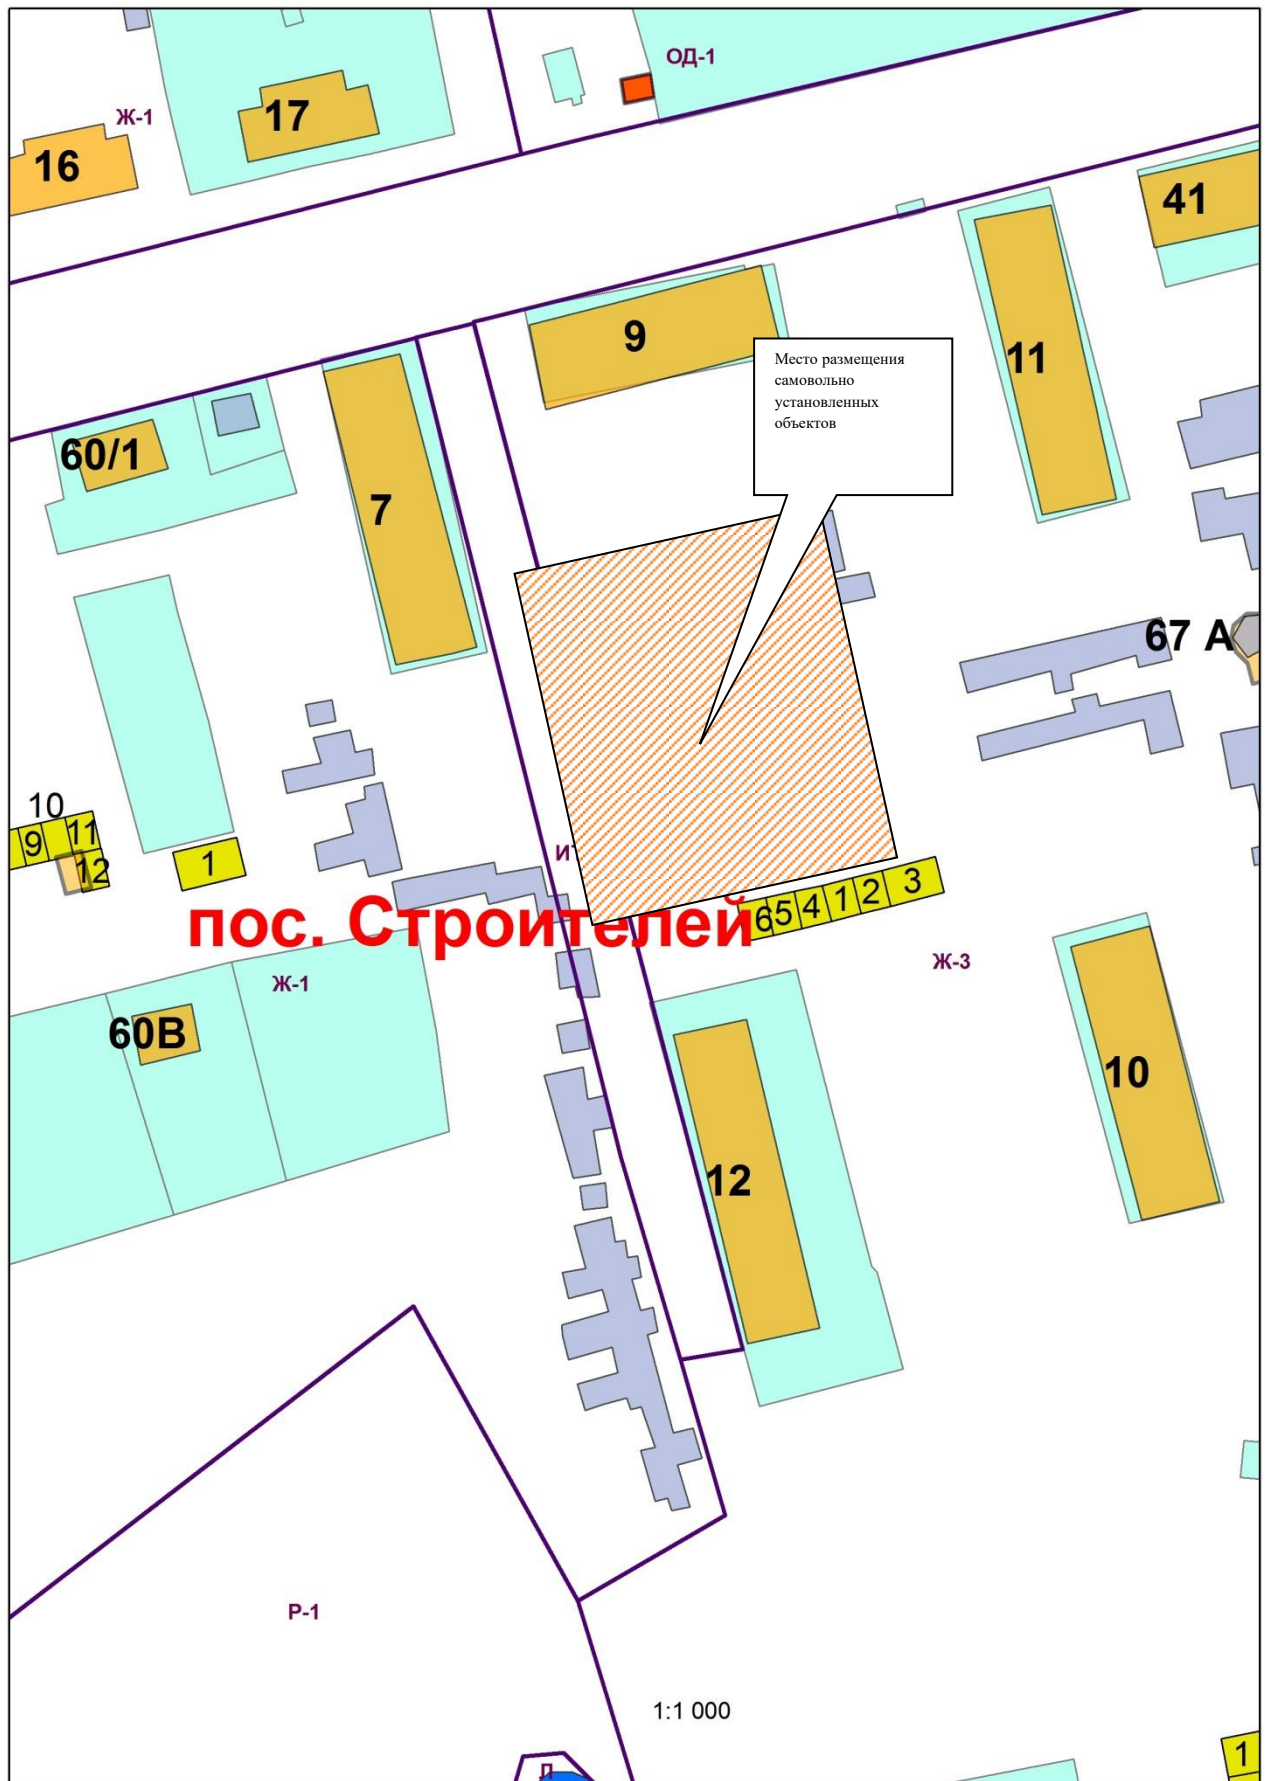 ОД-1
Ж-1
17
16
41
9
11
Место размещения
самовольно
установленных
объектов
60/1
7
67 А
10
9
11
12
1
6
5
4
1
2
3
пос. Строителей
Ж-3
Ж-1
60В
10
12
Р-1
1:1 000
1